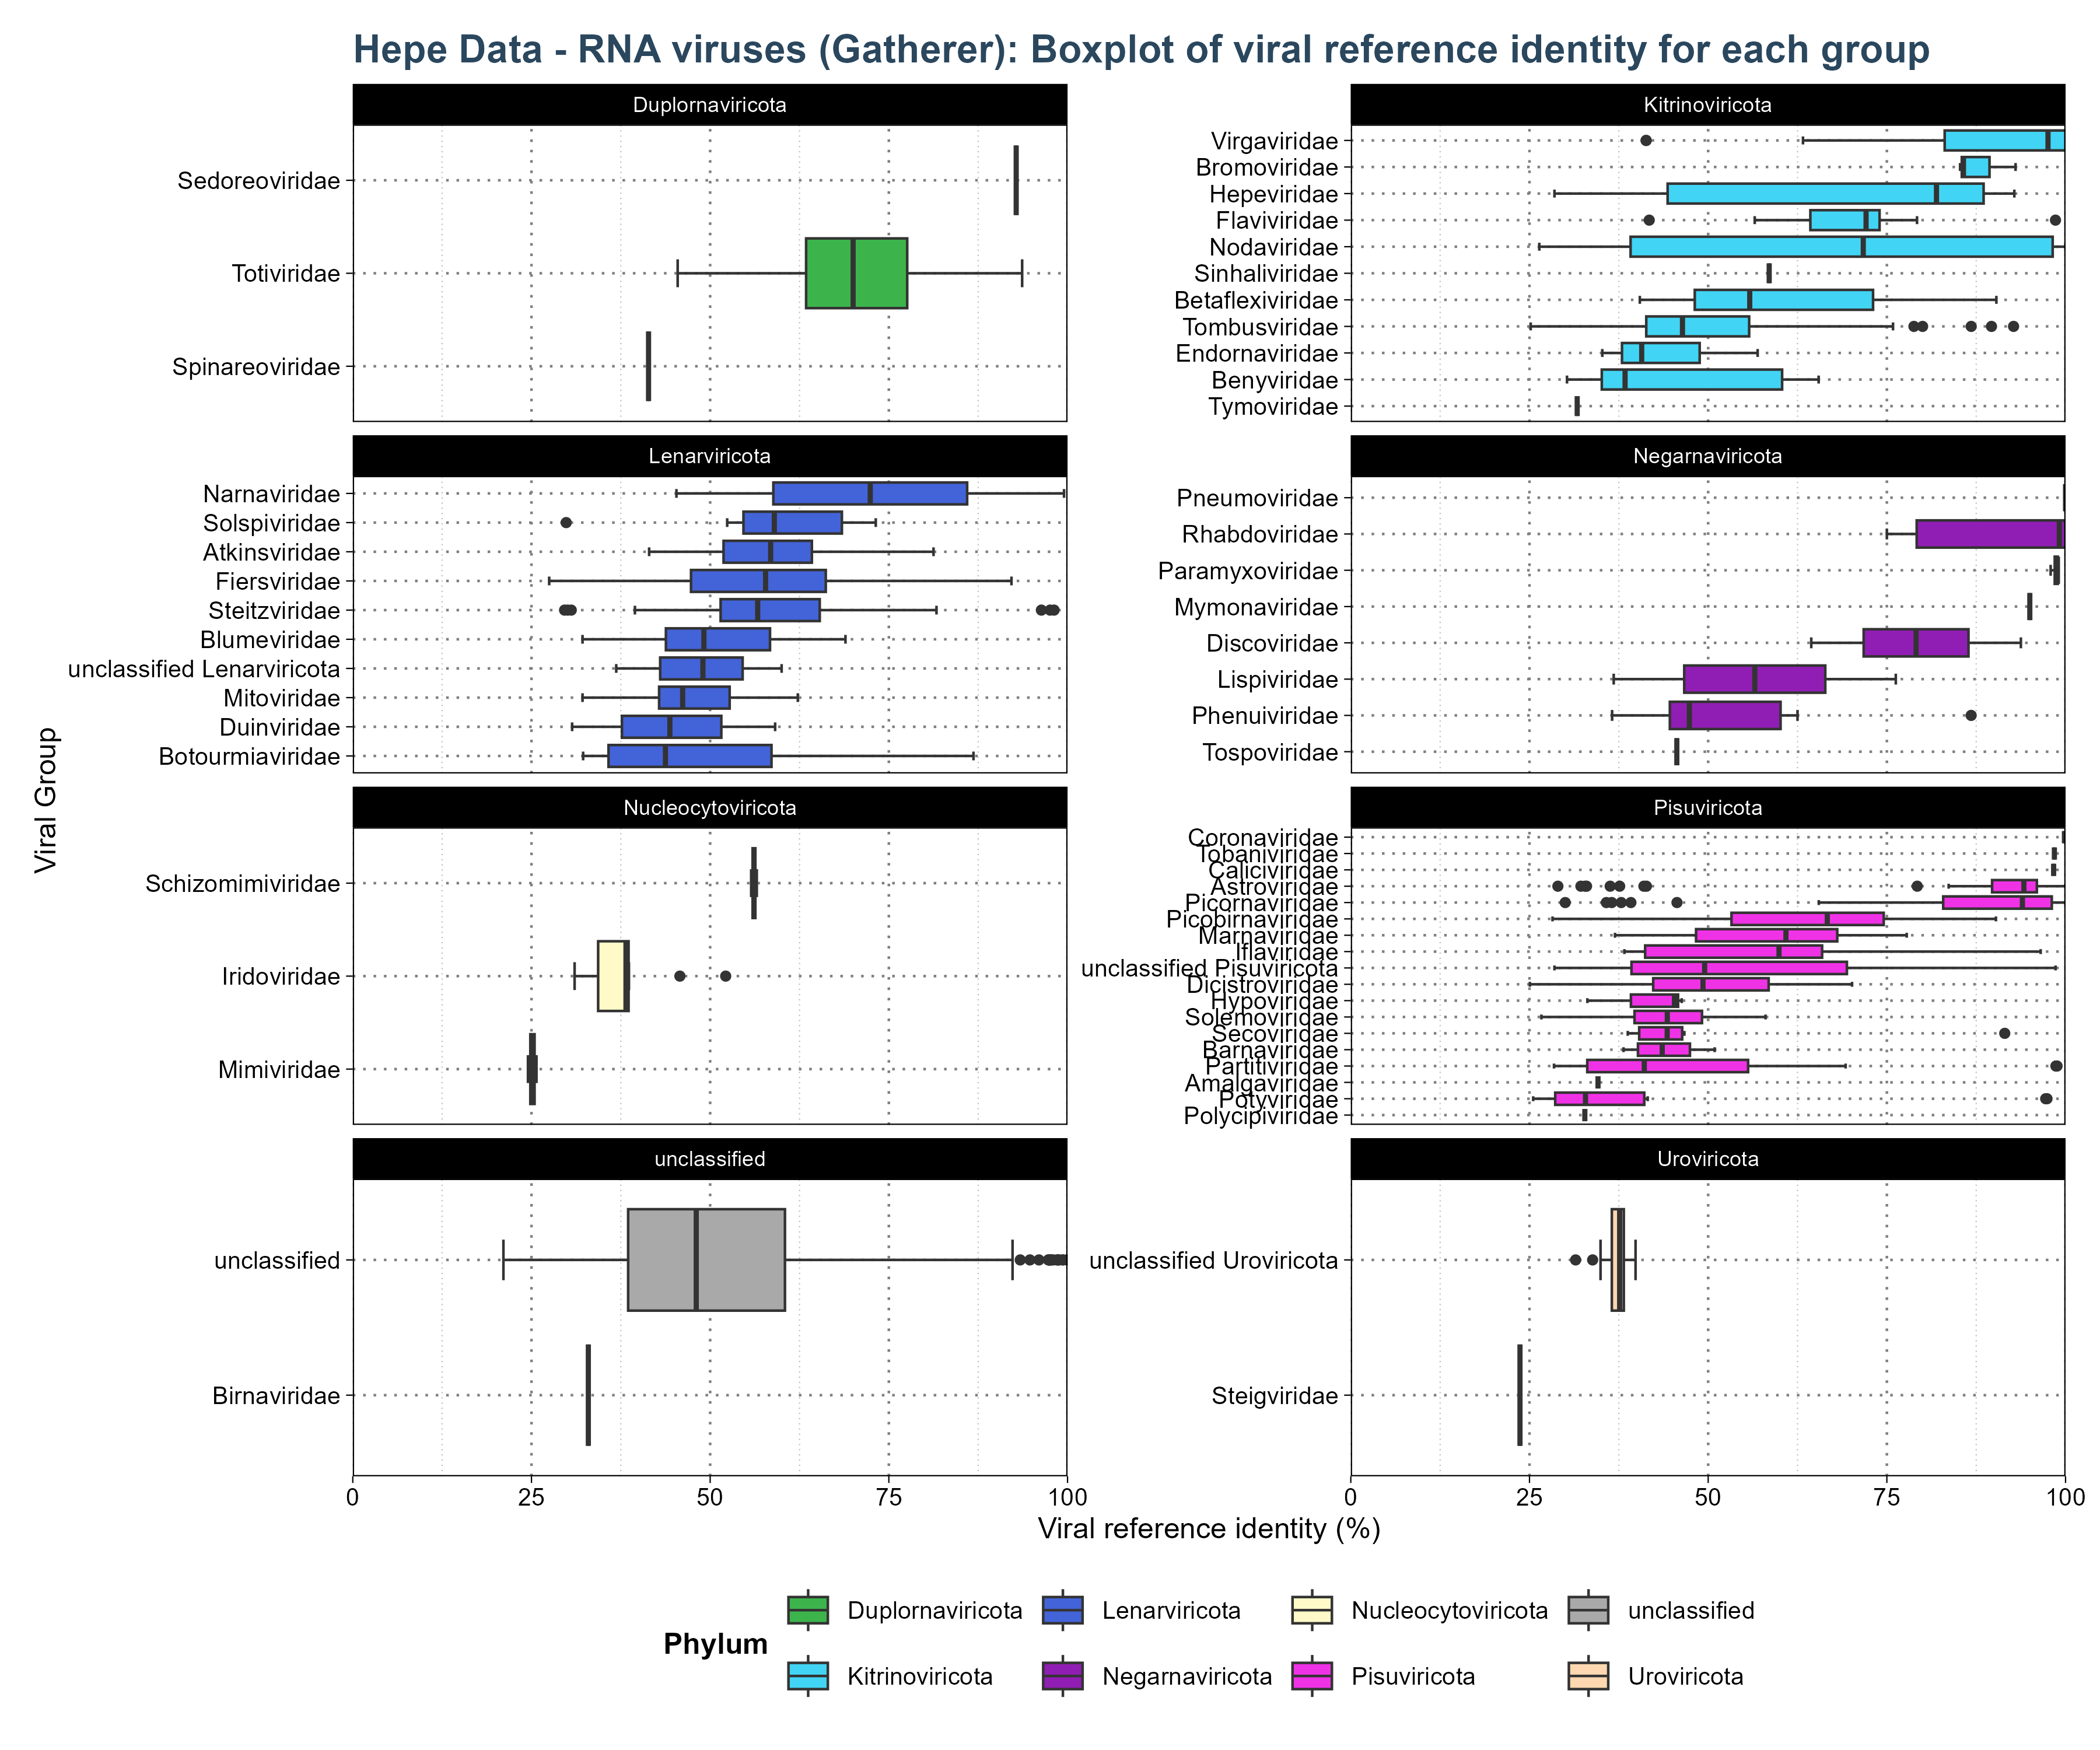 Hepe Data - RNA viruses (Gatherer): Boxplot of viral reference identity for each group
Viral Group
Duplornaviricota
Sedoreoviridae
Totiviridae
Spinareoviridae
Kitrinoviricota
Virgaviridae
Bromoviridae
Hepeviridae
Flaviviridae
Nodaviridae
Sinhaliviridae
Betaflexiviridae
Tombusviridae
Endornaviridae
Benyviridae
Tymoviridae
Lenarviricota
Narnaviridae
Solspiviridae
Atkinsviridae
Fiersviridae
Steitzviridae
Blumeviridae
unclassified Lenarviricota
Mitoviridae
Duinviridae
Botourmiaviridae
Negarnaviricota
Pneumoviridae
Rhabdoviridae
Paramyxoviridae
Mymonaviridae
Discoviridae
Lispiviridae
Phenuiviridae
Tospoviridae
Nucleocytoviricota
Schizomimiviridae
Iridoviridae
Mimiviridae
Pisuviricota
Coronaviridae
Tobaniviridae
Caliciviridae
Astroviridae
Picornaviridae
Picobirnaviridae
Marnaviridae
Iflaviridae
unclassified Pisuviricota
Dicistroviridae
Hypoviridae
Solemoviridae
Secoviridae
Barnaviridae
Partitiviridae
Amalgaviridae
Potyviridae
Polycipiviridae
unclassified
unclassified
Birnaviridae
Uroviricota
unclassified Uroviricota
Steigviridae
0 25 50 75 100
0 25 50 75 100
Viral reference identity (%)
Phylum
Duplornaviricota Lenarviricota Nucleocytoviricota unclassified
Kitrinoviricota Negarnaviricota Pisuviricota Uroviricota